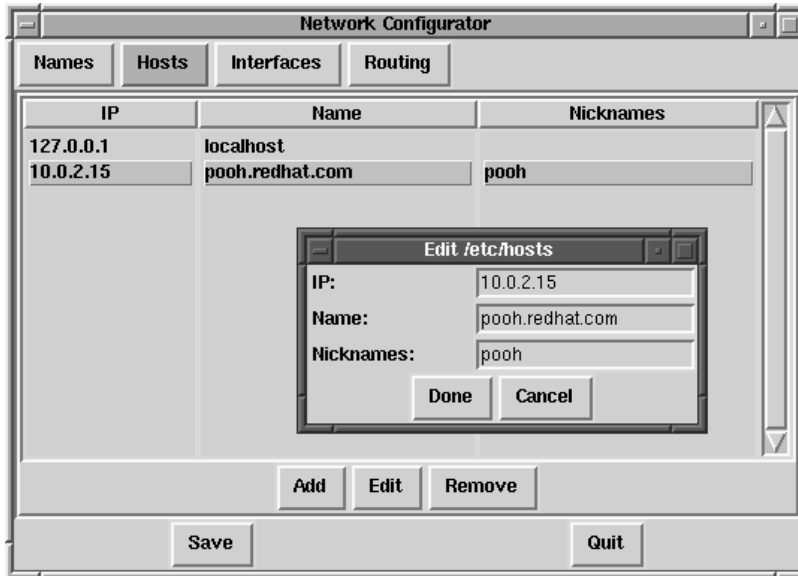 Network Configurator
Names Hosts Interfaces Routing
IP Name Nicknames
127.0.0.1 localhost
10.0.2.15 pooh.redhat.com pooh
Edit /etc/hosts
IP: 10.0.2.15
Name: pooh.redhat.com
Nicknames: pooh
Done Cancel
Add Edit Remove
Save Quit